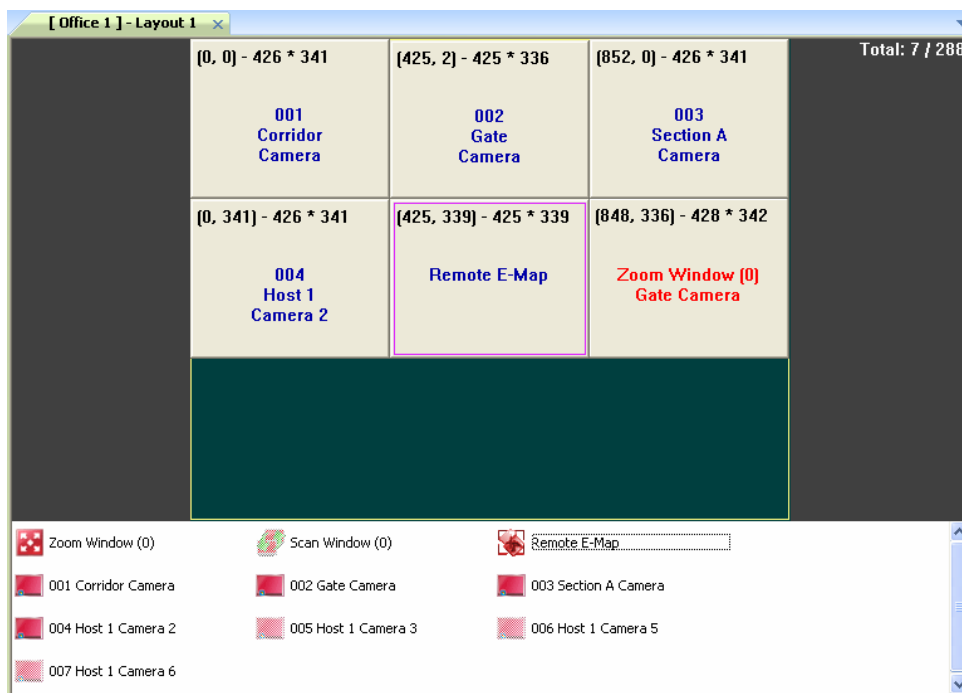 [ Office 1 ] - Layout 1
Total: 7 / 288
(0, 0) - 426 * 341
001
Corridor
Camera
(425, 2) - 425 * 336
002
Gate
Camera
(852, 0) - 426 * 341
003
Section A
Camera
(0, 341) - 426 * 341
004
Host 1
Camera 2
(425, 339) - 425 * 339
Remote E-Map
(848, 336) - 428 * 342
Zoom Window (0)
Gate Camera
Zoom Window (0)
Scan Window (0)
Remote E-Map
001 Corridor Camera
002 Gate Camera
003 Section A Camera
004 Host 1 Camera 2
005 Host 1 Camera 3
006 Host 1 Camera 5
007 Host 1 Camera 6